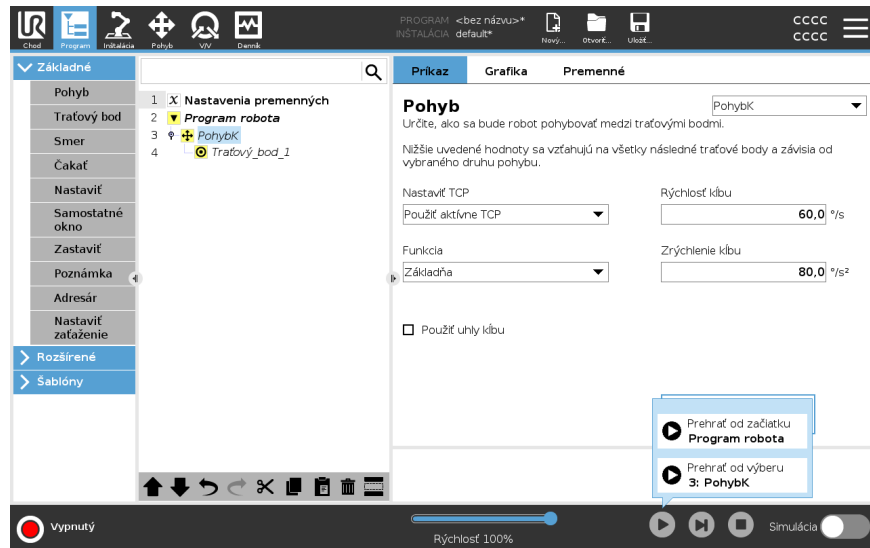 Chod
Program
Inštalácia
Pohyb
V/V
Denník
PROGRAM <bez názvu>*
INŠTALÁCIA default*
Nový...
Otvoriť...
Uložiť...
CCCC
CCCC
Základné
Pohyb
Traťový bod
Smer
Čakať
Nastaviť
Samostatné
okno
Zastaviť
Poznámka
Adresár
Nastaviť
zaťaženie
Rozšírené
Šablóny
1 X Nastavenia premenných
2 Program robota
3 PohybK
4 Traťový_bod_1
Príkaz Grafika Premenné
Pohyb
PohybK
Určite, ako sa bude robot pohybovať medzi traťovými bodmi.
Nižšie uvedené hodnoty sa vzťahujú na všetky následné traťové body a závisia od
vybraného druhu pohybu.
Nastaviť TCP
Použiť aktívne TCP
Rýchlosť kĺbu
60,0 °/s
Funkcia
Základňa
Zrýchlenie kĺbu
80,0 °/s²
Použiť uhly kĺbu
Prehrať od začiatku
Program robota
Prehrať od výberu
3: PohybK
Vypnutý
Rýchlosť 100%
Simulácia